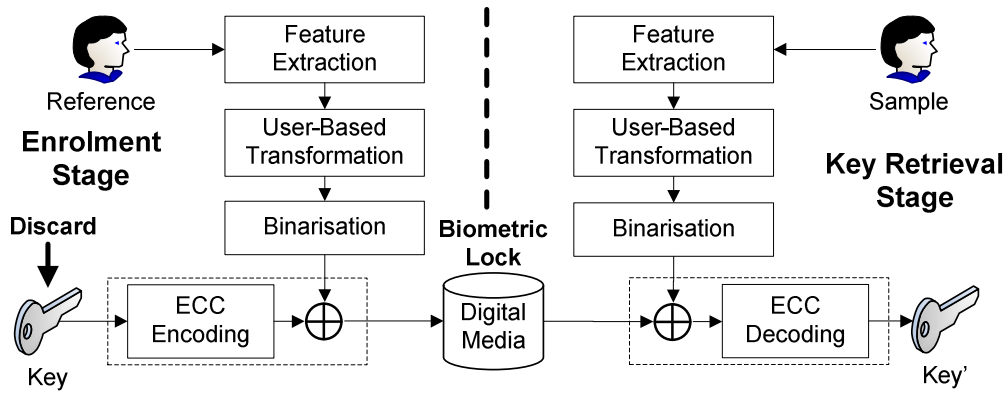 Reference
Enrolment
Stage
Discard
Key
Feature
Extraction
User-Based
Transformation
Binarisation
ECC
Encoding
Biometric
Lock
Digital
Media
Feature
Extraction
User-Based
Transformation
Binarisation
ECC
Decoding
Sample
Key Retrieval
Stage
Key'